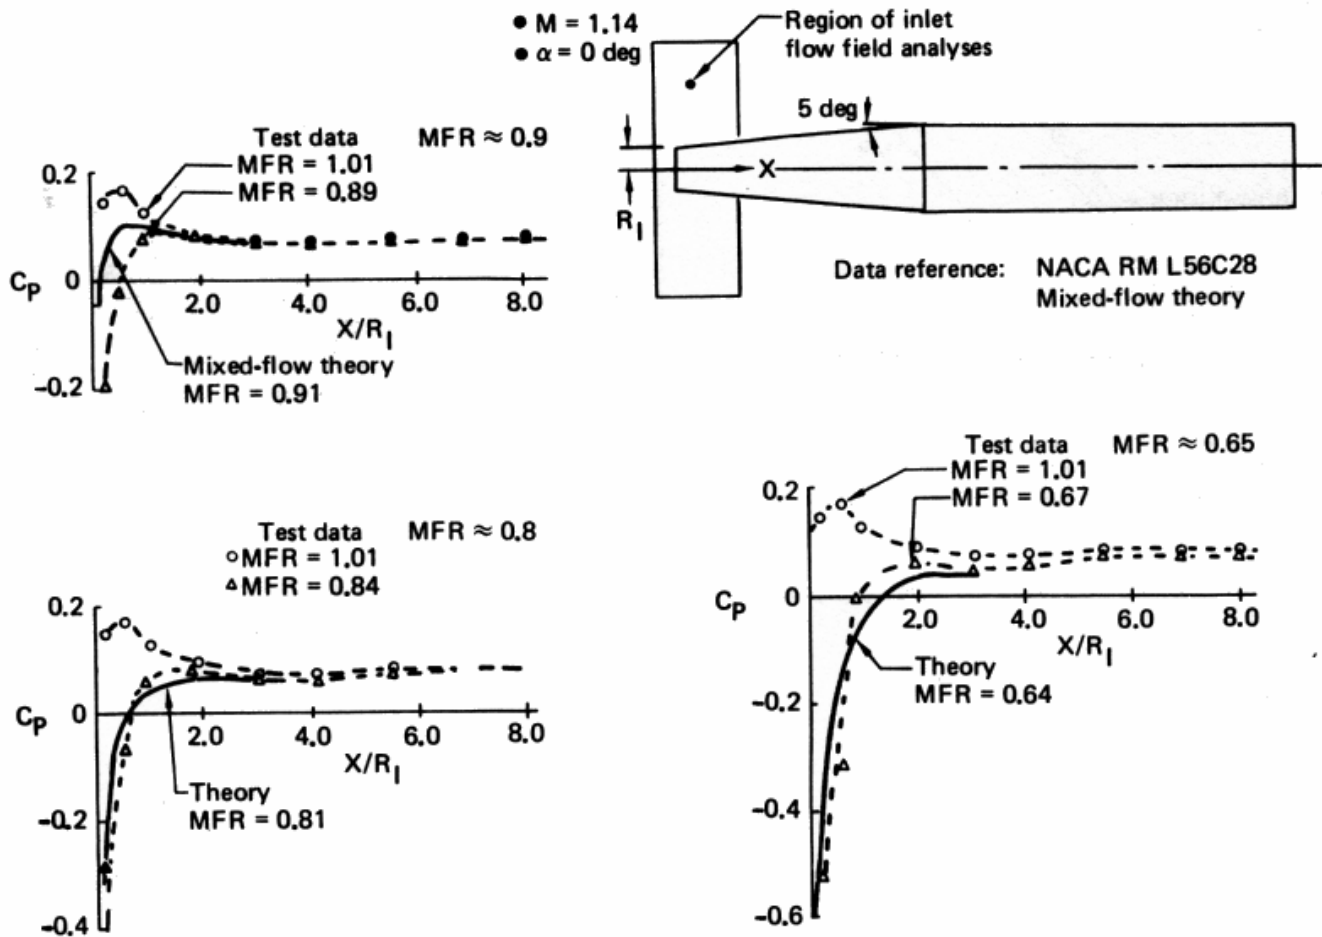 ● M = 1.14
● α = 0 deg
Region of inlet
flow field analyses
5 deg
X
R_I
Data reference: NACA RM L56C28
Mixed-flow theory
Test data MFR ≈ 0.9
MFR = 1.01
MFR = 0.89
0.2
0
-0.2
C_P
2.0 4.0 6.0 8.0
X/R_I
Mixed-flow theory
MFR = 0.91
Test data MFR ≈ 0.8
MFR = 1.01
MFR = 0.84
0.2
0
-0.2
-0.4
C_P
2.0 4.0 6.0 8.0
X/R_I
Theory
MFR = 0.81
Test data MFR ≈ 0.65
MFR = 1.01
MFR = 0.67
0.2
0
-0.2
-0.4
-0.6
C_P
2.0 4.0 6.0 8.0
X/R_I
Theory
MFR = 0.64